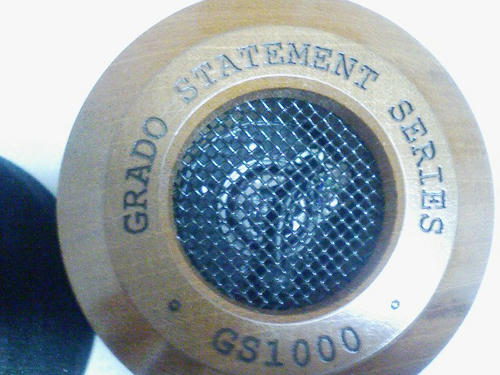 GRADO STATEMENT SERIES
GS1000